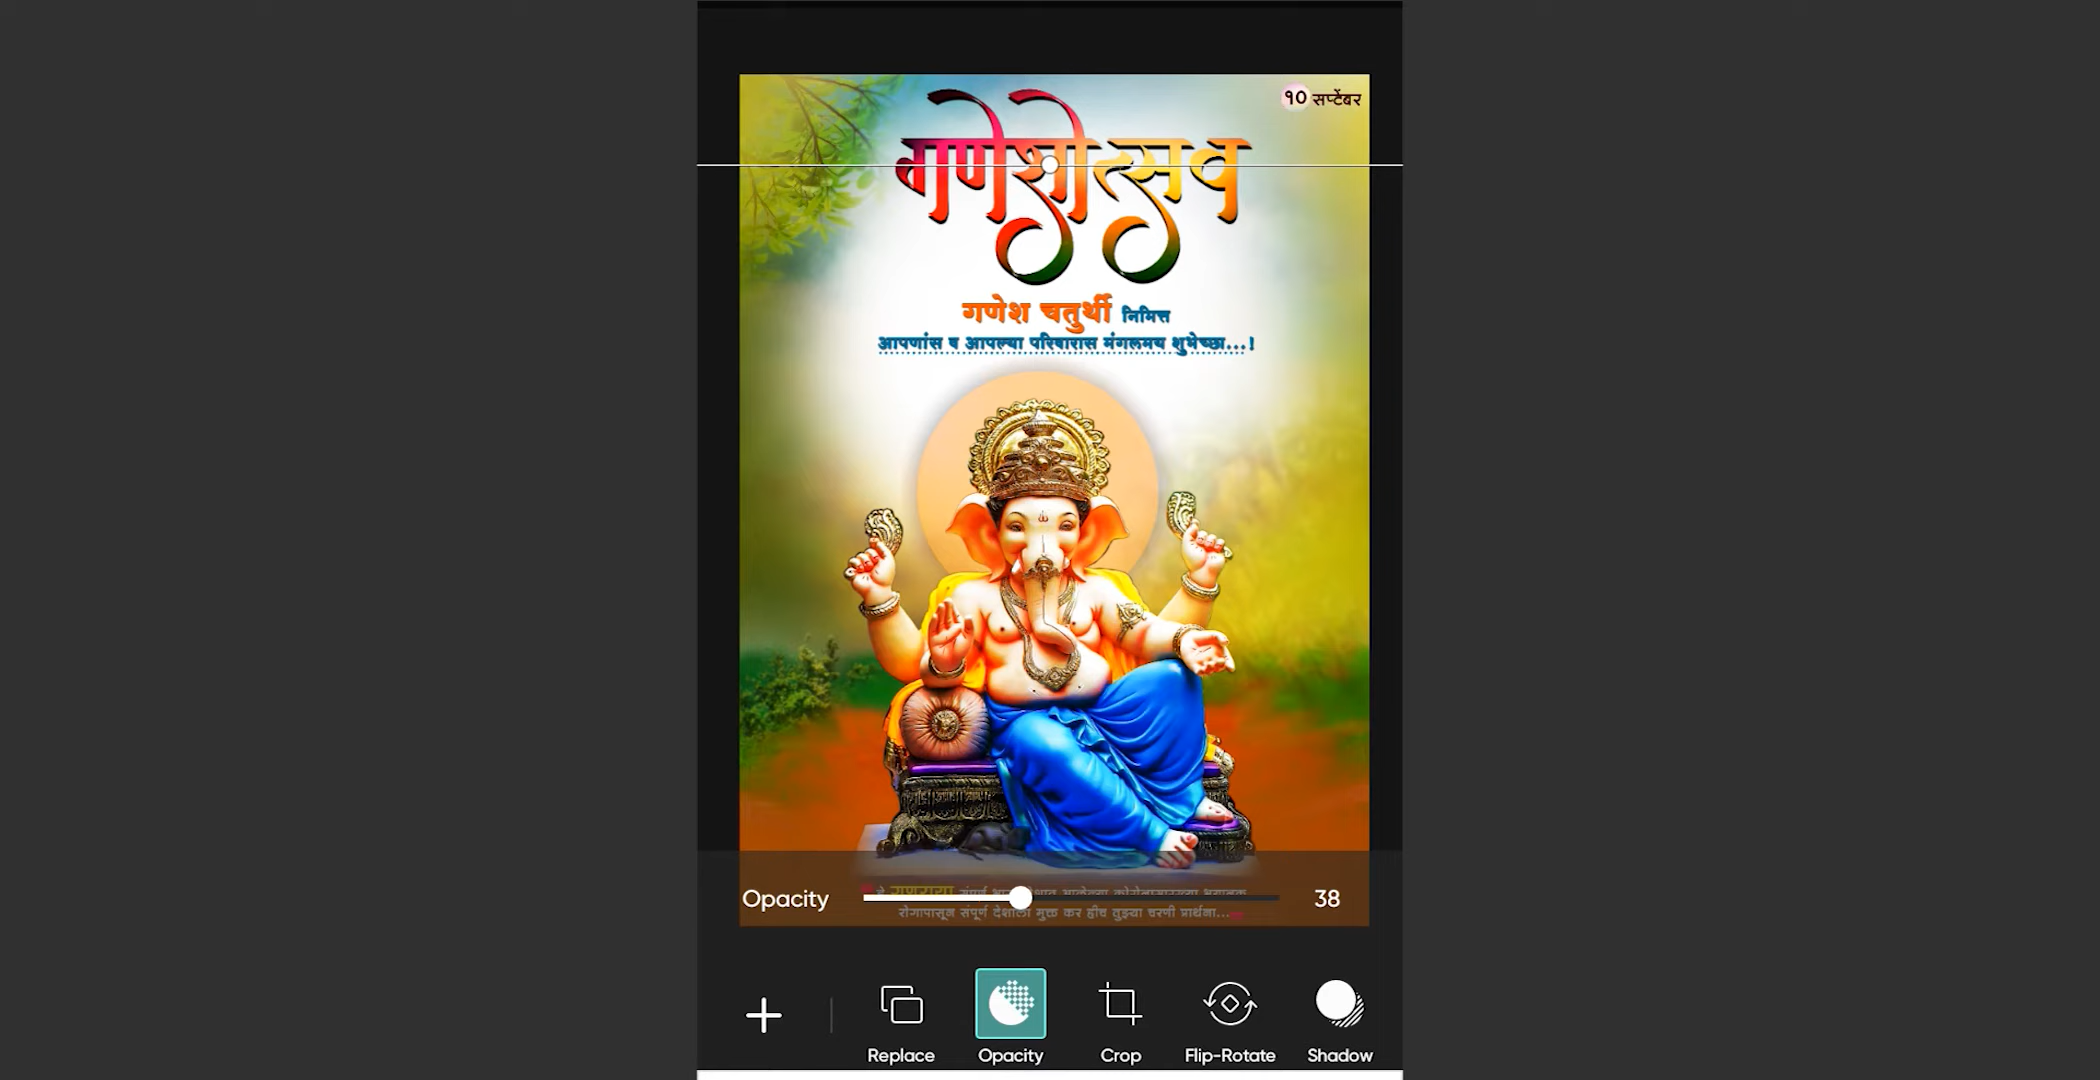 १० सप्टेंबर
गणेशोत्सव
गणेश चतुर्थी निमित्त
आपणांस व आपल्या परिवारास मंगलमय शुभेच्छा...!
Opacity 38
हे गणराया संपूर्ण
रोगापासून संपूर्ण देशाला मुक्त कर हीच तुझ्या चरणी प्रार्थना...
Replace Opacity Crop Flip-Rotate Shadow